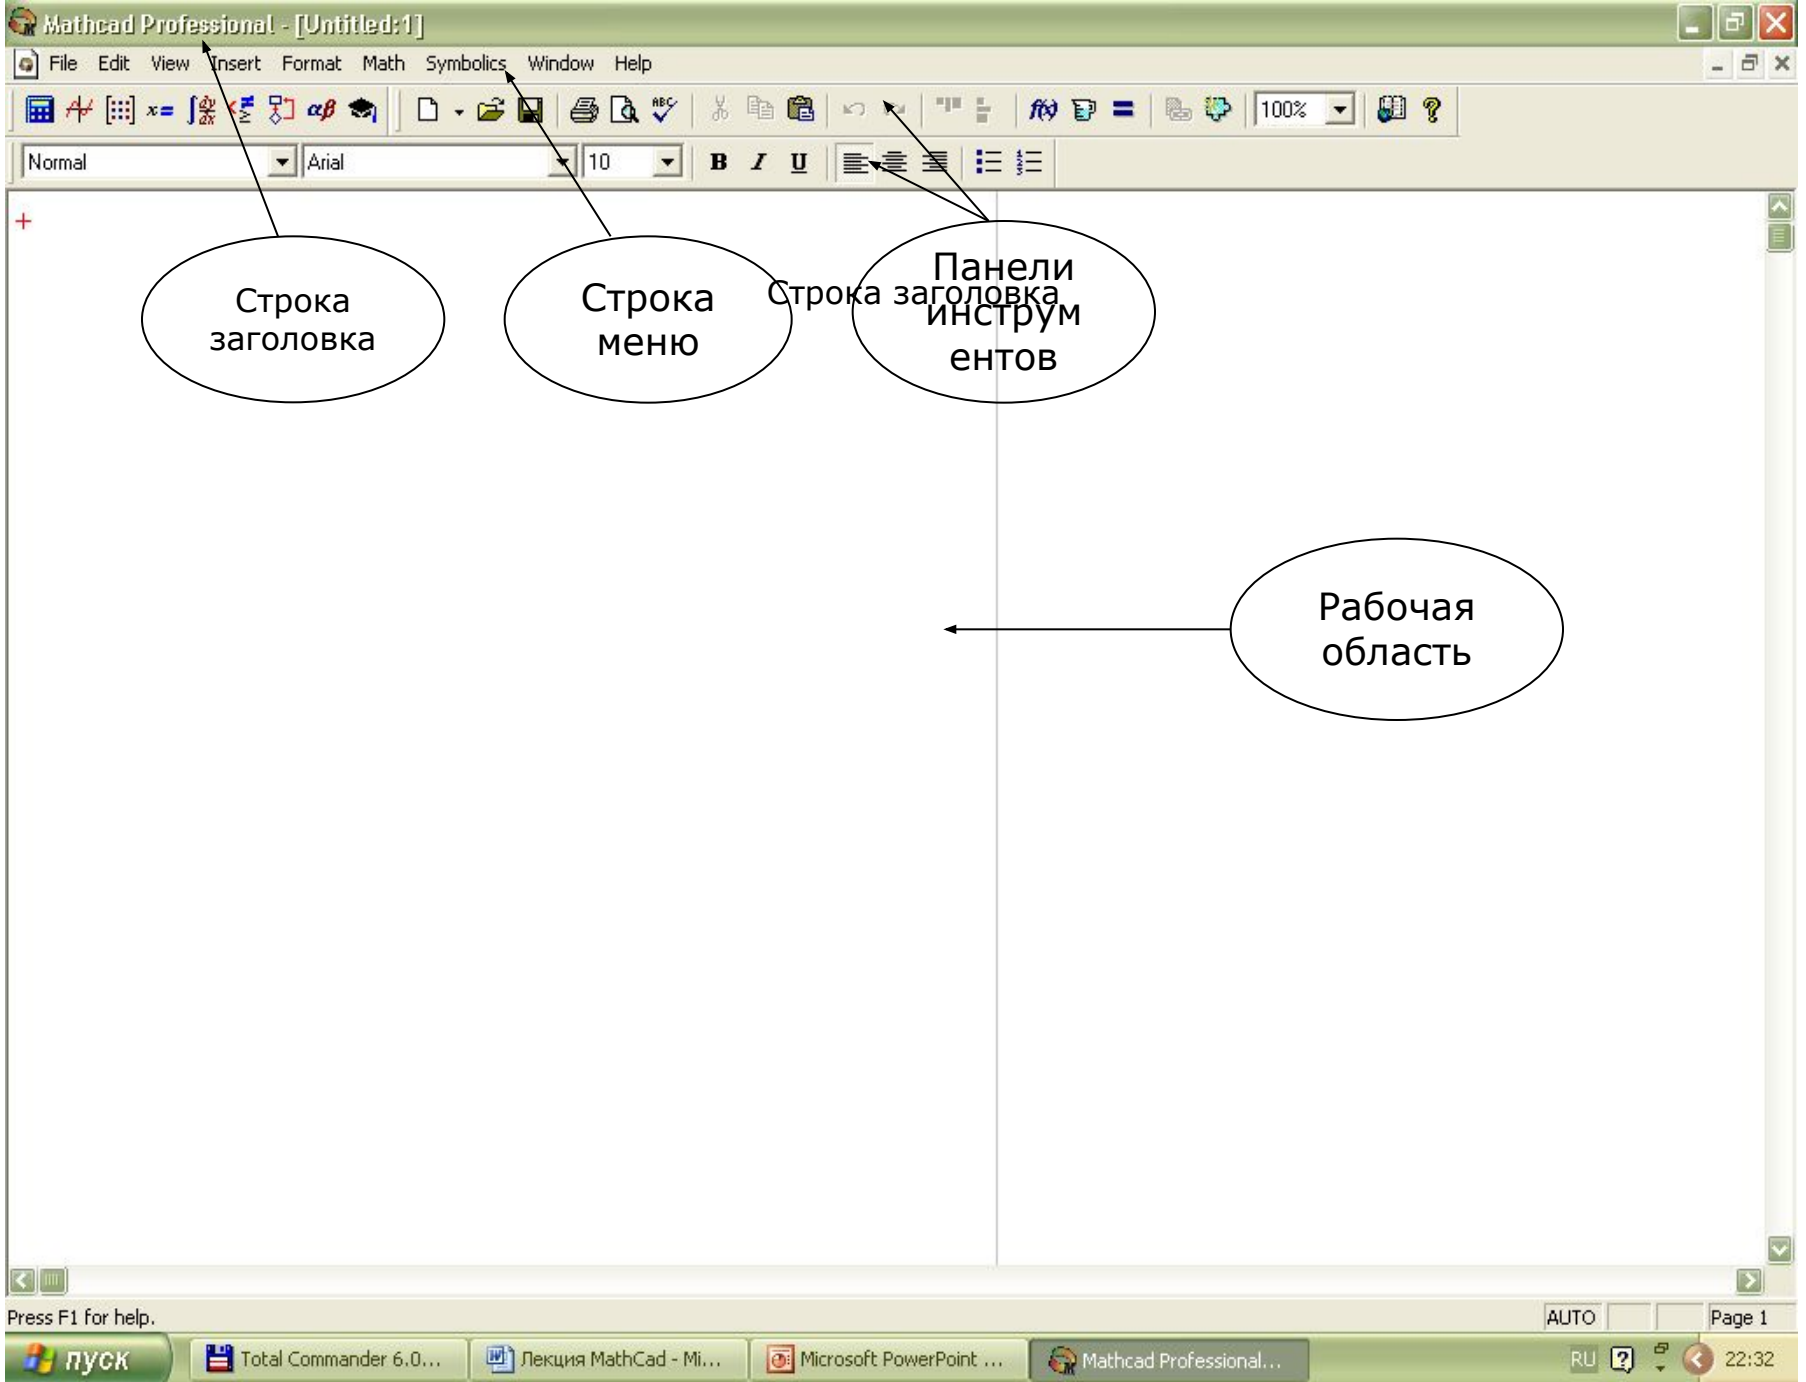 Mathcad Professional - [Untitled:1]
File Edit View Insert Format Math Symbolics Window Help
100%
Normal Arial 10 B I U
Строка
заголовка
Строка
меню
Строка заголовка
Панели
инструм
ентов
Рабочая
область
Press F1 for help.
AUTO
Page 1
пуск
Total Commander 6.0...
Лекция MathCad - Mi...
Microsoft PowerPoint ...
Mathcad Professional...
RU
22:32